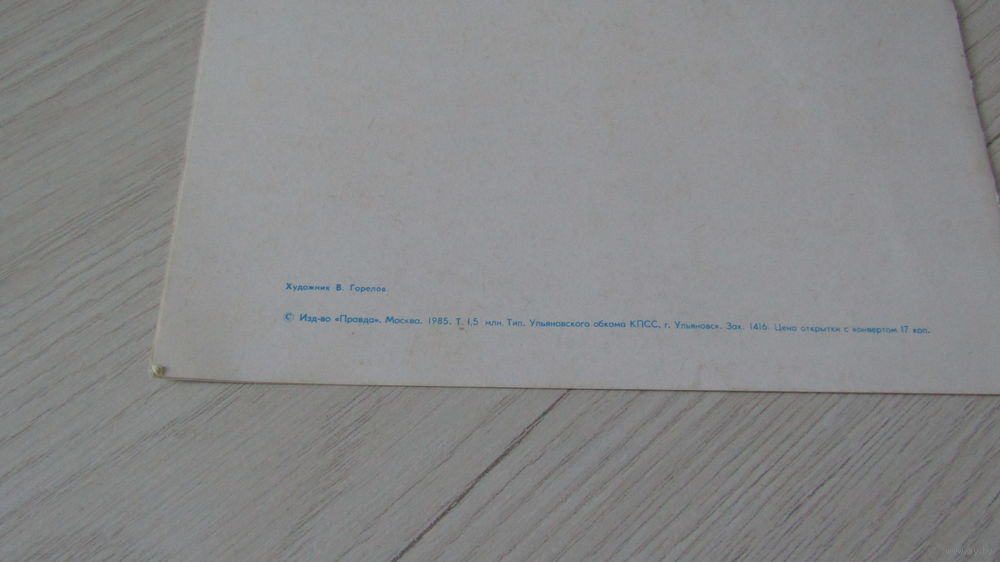 Художник В. Горелов.
© Изд-во «Правда». Москва. 1985. Т. 1,5 млн. Тип. Ульяновского обкома КПСС, г. Ульяновск. Зак. 1416. Цена открытки с конвертом 17 коп.